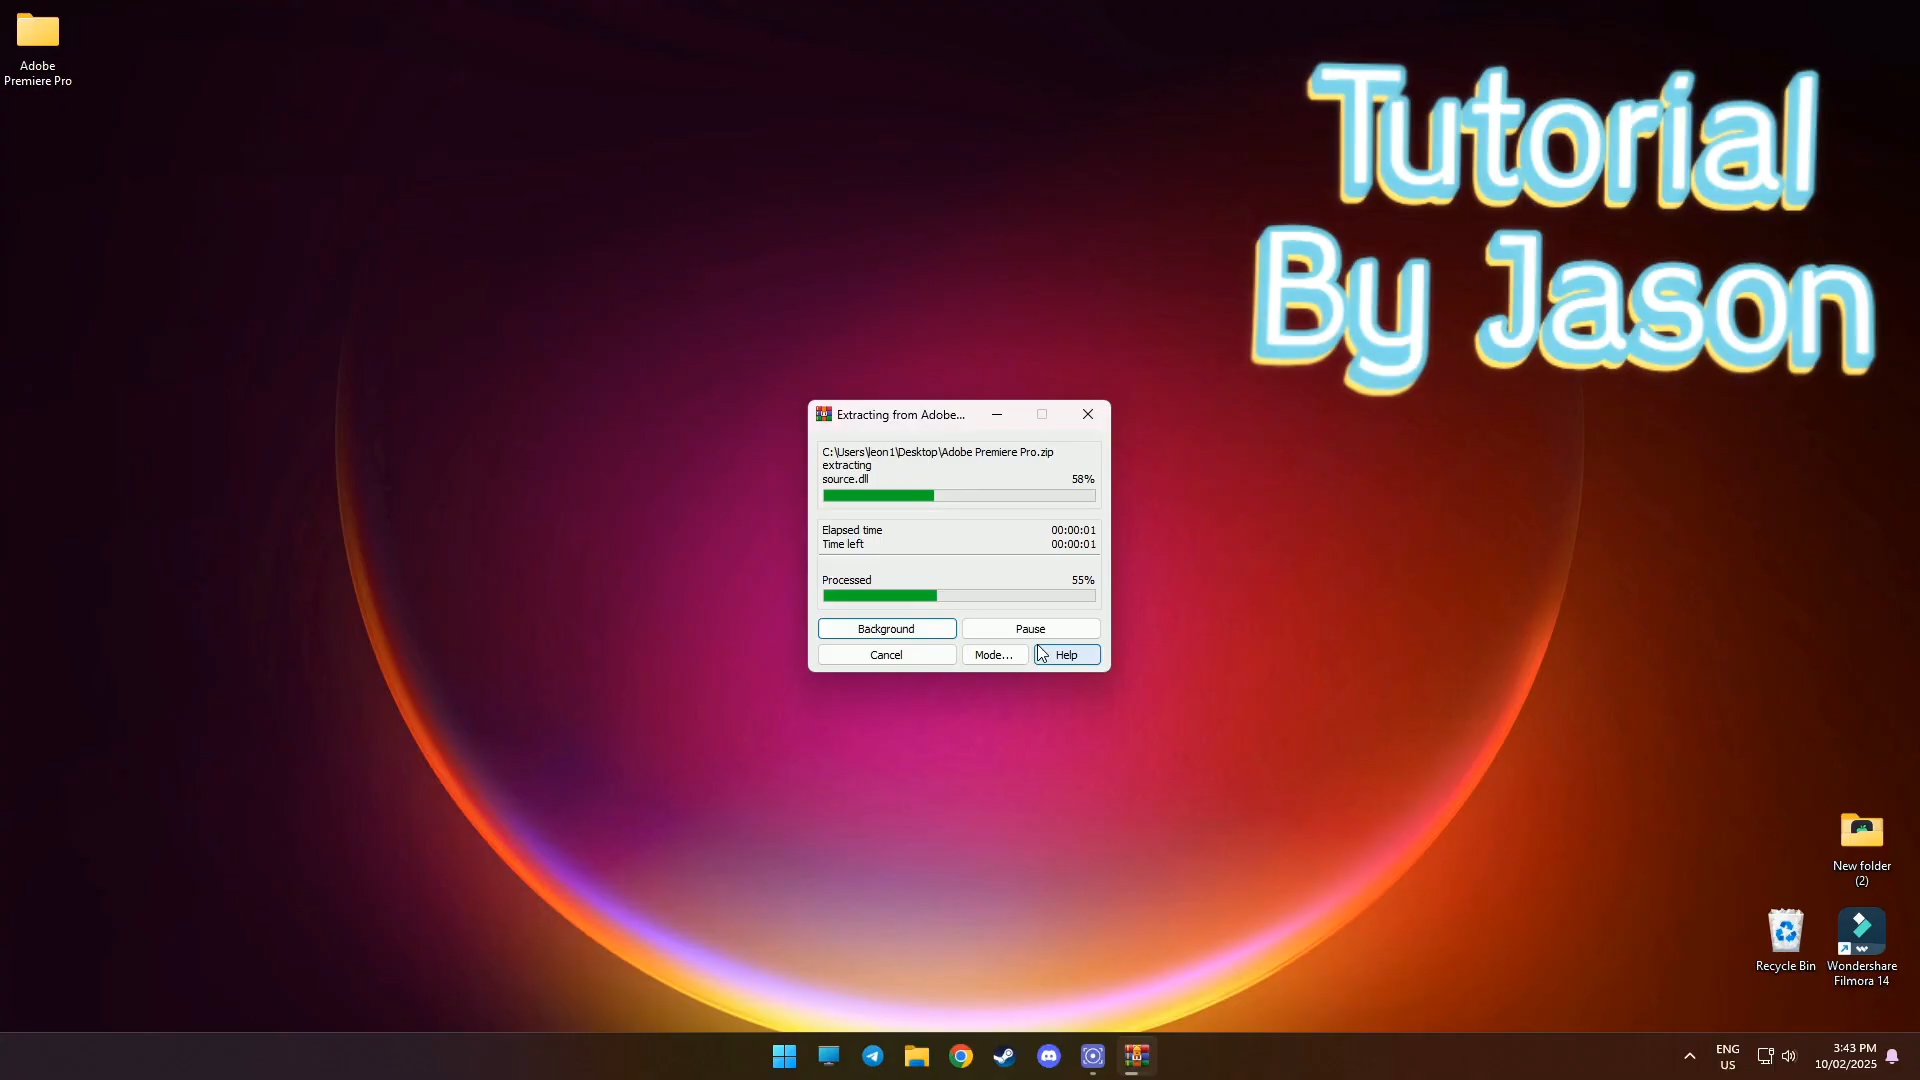 Adobe
Premiere Pro
Tutorial
By Jason
Extracting from Adobe...
C:\Users\leon1\Desktop\Adobe Premiere Pro.zip
extracting
source.dll 58%
Elapsed time 00:00:01
Time left 00:00:01
Processed 55%
Background Pause
Cancel Mode... Help
New folder
(2)
Recycle Bin
Wondershare
Filmora 14
ENG
US
3:43 PM
10/02/2025